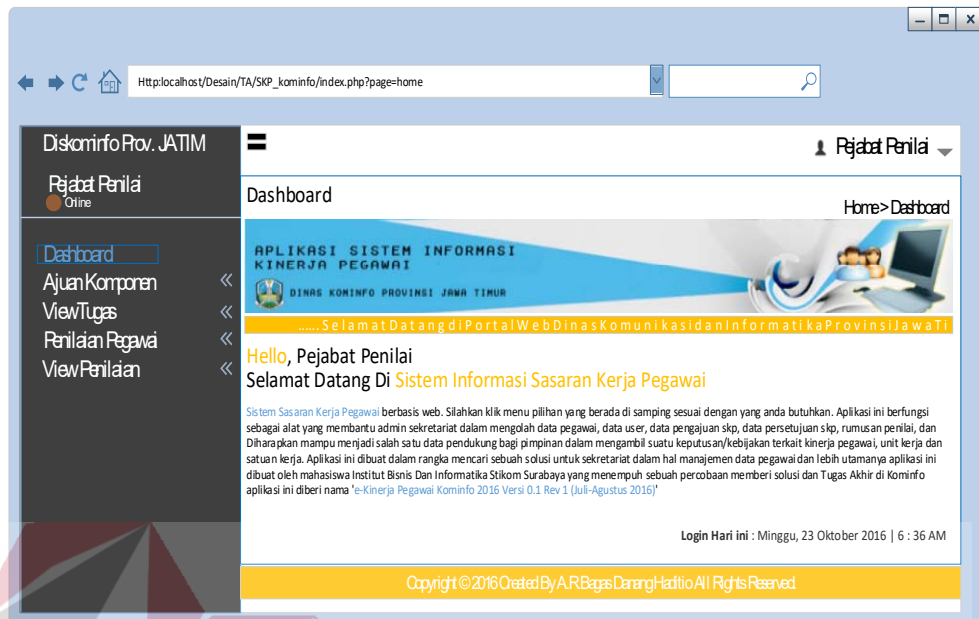 Http:localhost/Desain/TA/SKP_kominfo/index.php?page=home
Diskominfo Prov. JATIM
Pejabat Penilai
Online
Dashboard
Ajuan Komponen
View Tugas
Penilaian Pegawai
View Penilaian
Pejabat Penilai
Dashboard
Home > Dashboard
APLIKASI SISTEM INFORMASI
KINERJA PEGAWAI
DINAS KOMINFO PROVINSI JAWA TIMUR
......Selamat Datang di Portal Web Dinas Komunikasi dan Informatika Provinsi Jawa Ti
Hello, Pejabat Penilai
Selamat Datang Di Sistem Informasi Sasaran Kerja Pegawai
Sistem Sasaran Kerja Pegawai berbasis web. Silahkan klik menu pilihan yang berada di samping sesuai dengan yang anda butuhkan. Aplikasi ini berfungsi
sebagai alat yang membantu admin sekretariat dalam mengolah data pegawai, data user, data pengajuan skp, data persetujuan skp, rumusan penilai, dan
Diharapkan mampu menjadi salah satu data pendukung bagi pimpinan dalam mengambil suatu keputusan/kebijakan terkait kinerja pegawai, unit kerja dan
satuan kerja. Aplikasi ini dibuat dalam rangka mencari sebuah solusi untuk sekretariat dalam hal manajemen data pegawai dan lebih utamanya aplikasi ini
dibuat oleh mahasiswa Institut Bisnis Dan Informatika Stikom Surabaya yang menempuh sebuah percobaan memberi solusi dan Tugas Akhir di Kominfo
aplikasi ini diberi nama 'e-Kinerja Pegawai Kominfo 2016 Versi 0.1 Rev 1 (Juli-Agustus 2016)'
Login Hari ini : Minggu, 23 Oktober 2016 | 6 : 36 AM
Copyright © 2016 Created By A.R.Bagas Danang Haditio All Rights Reserved.